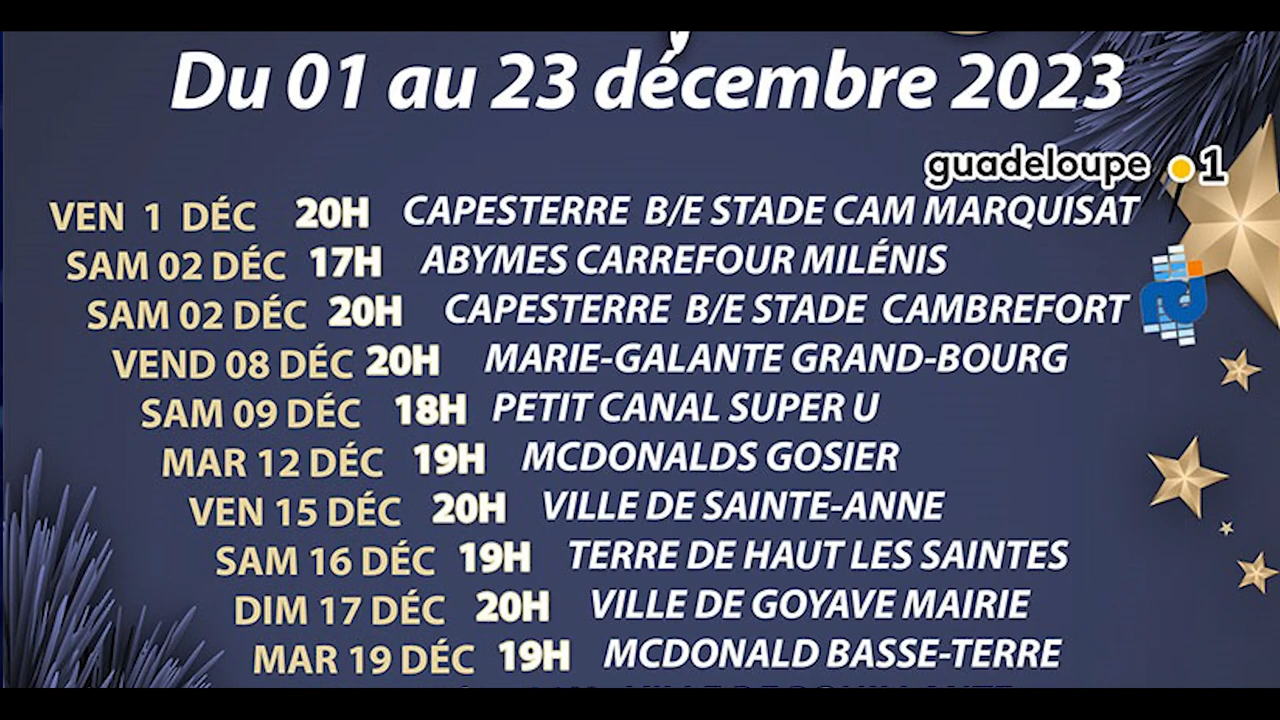 Du 01 au 23 décembre 2023
guadeloupe 1
VEN 1 DÉC 20H CAPESTERRE B/E STADE CAM MARQUISAT
SAM 02 DÉC 17H ABYMES CARREFOUR MILÉNIS
SAM 02 DÉC 20H CAPESTERRE B/E STADE CAMBREFORT
VEND 08 DÉC 20H MARIE-GALANTE GRAND-BOURG
SAM 09 DÉC 18H PETIT CANAL SUPER U
MAR 12 DÉC 19H MCDONALDS GOSIER
VEN 15 DÉC 20H VILLE DE SAINTE-ANNE
SAM 16 DÉC 19H TERRE DE HAUT LES SAINTES
DIM 17 DÉC 20H VILLE DE GOYAVE MAIRIE
MAR 19 DÉC 19H MCDONALD BASSE-TERRE